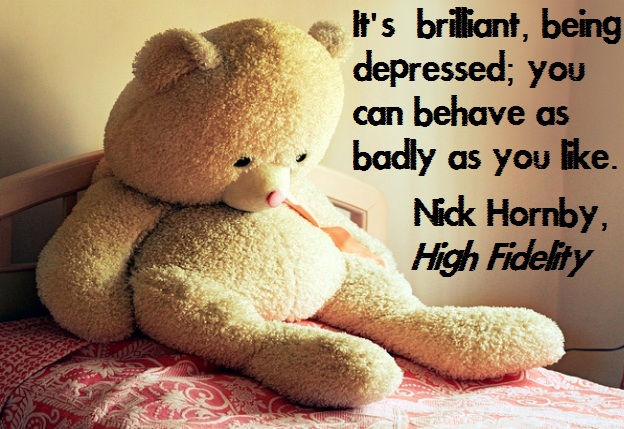 It's brilliant, being
depressed; you
can behave as
badly as you like.
Nick Hornby,
High Fidelity